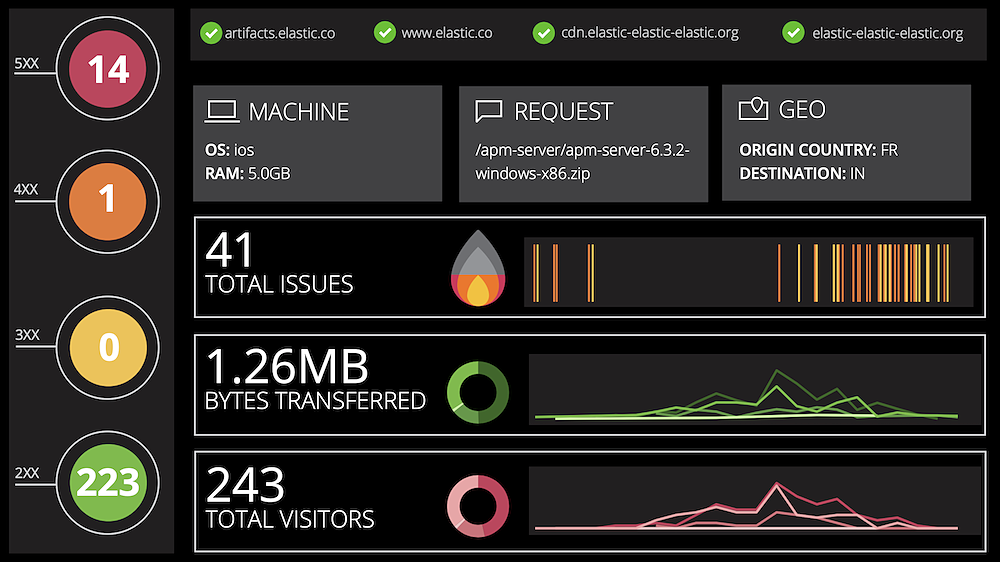 5XX
14
4XX
1
3XX
0
2XX
223
artifacts.elastic.co
www.elastic.co
cdn.elastic-elastic-elastic.org
elastic-elastic-elastic.org
MACHINE
OS: ios
RAM: 5.0GB
REQUEST
/apm-server/apm-server-6.3.2-
windows-x86.zip
GEO
ORIGIN COUNTRY: FR
DESTINATION: IN
41
TOTAL ISSUES
1.26MB
BYTES TRANSFERRED
243
TOTAL VISITORS